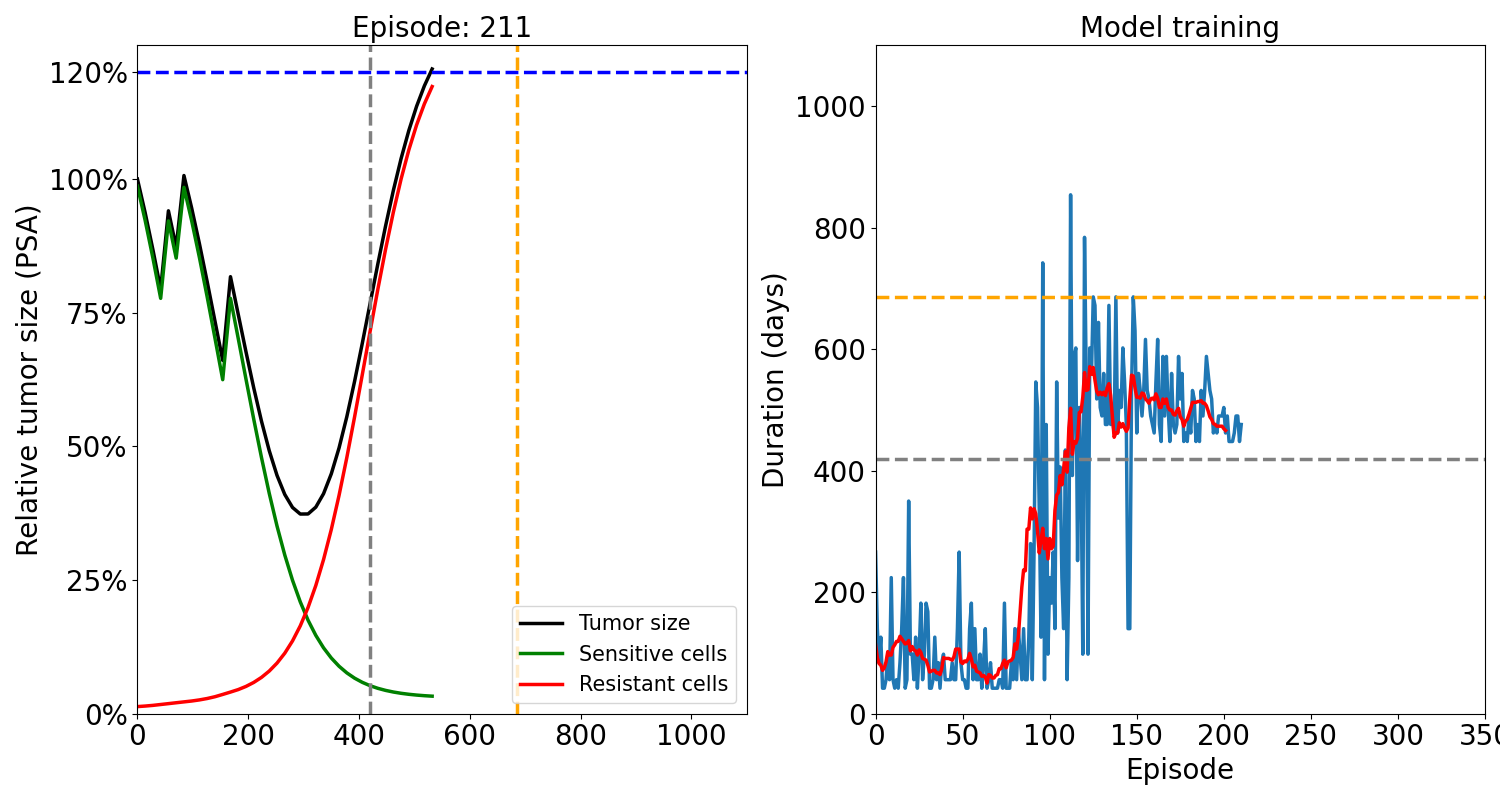 Episode: 211
Relative tumor size (PSA)
120%
100%
75%
50%
25%
0%
0 200 400 600 800 1000
Tumor size
Sensitive cells
Resistant cells
Model training
Duration (days)
1000
800
600
400
200
0
0 50 100 150 200 250 300 350
Episode